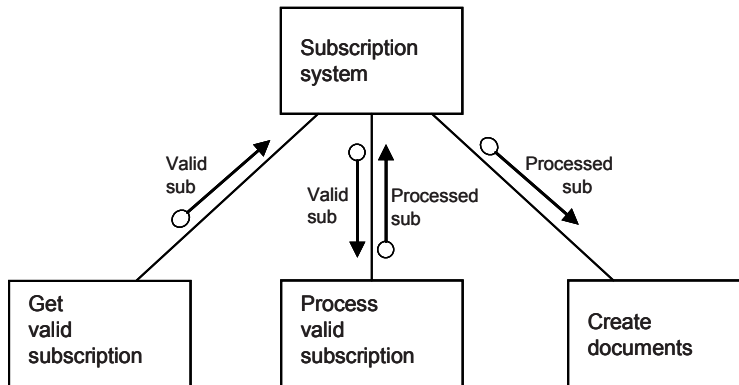 Subscription
system
Valid
sub
Valid
sub
Processed
sub
Processed
sub
Get
valid
subscription
Process
valid
subscription
Create
documents